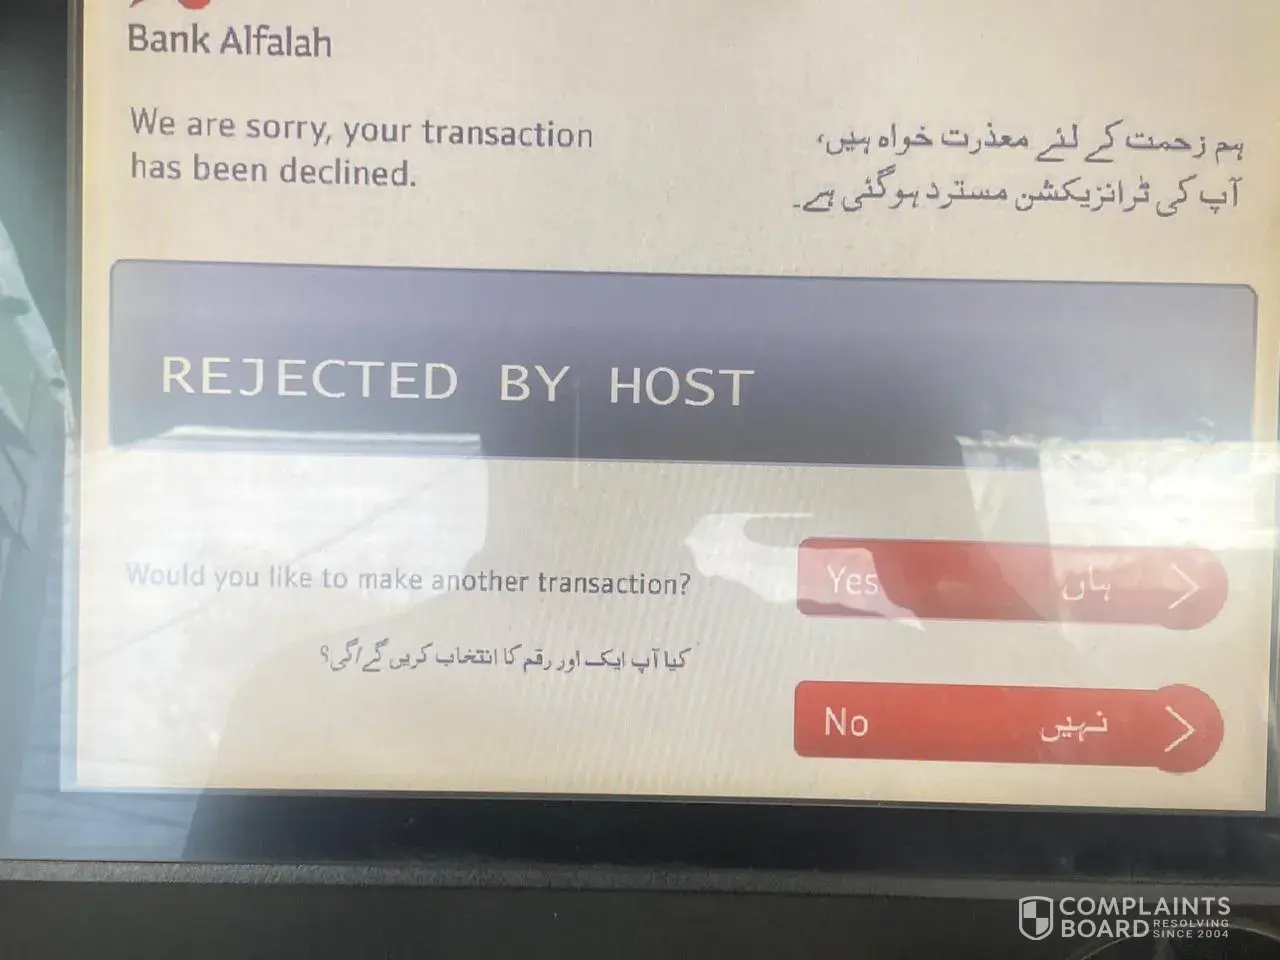 Bank Alfalah
We are sorry, your transaction
has been declined.
ہم زحمت کے لئے معذرت خواہ ہیں،
آپ کی ٹرانزیکشن مسترد ہوگئی ہے۔
REJECTED BY HOST
Would you like to make another transaction?
کیا آپ ایک اور رقم کا انتخاب کریں گے/گی؟
Yes ہاں
No نہیں
COMPLAINTS
BOARD RESOLVING SINCE 2004